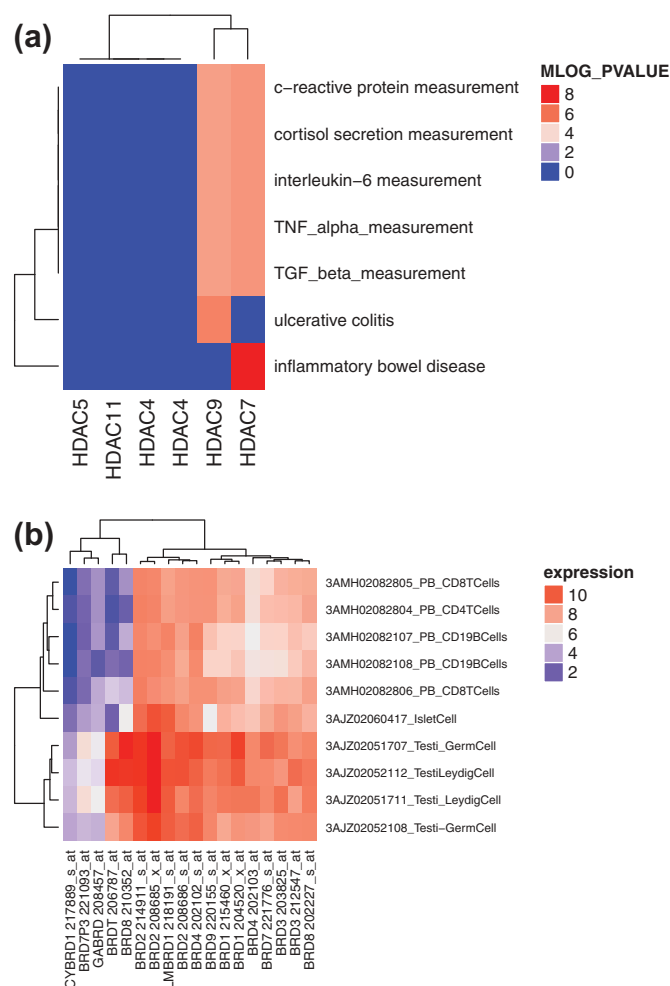 (a)
MLOG_PVALUE
8
6
4
2
0
c-reactive protein measurement
cortisol secretion measurement
interleukin-6 measurement
TNF_alpha_measurement
TGF_beta_measurement
ulcerative colitis
inflammatory bowel disease
HDAC5
HDAC11
HDAC4
HDAC4
HDAC9
HDAC7
(b)
expression
10
8
6
4
2
3AMH02082805_PB_CD8TCells
3AMH02082804_PB_CD4TCells
3AMH02082107_PB_CD19BCells
3AMH02082108_PB_CD19BCells
3AMH02082806_PB_CD8TCells
3AJZ02060417_IsletCell
3AJZ02051707_Testi_GermCell
3AJZ02052112_TestiLeydigCell
3AJZ02051711_Testi_LeydigCell
3AJZ02052108_Testi-GermCell
CYBRD1 217889_s_at
BRD7P3 221093_at
GABRD 208457_at
BRDT 206787_at
BRD8 210352_at
BRD2 214911_s_at
BRD2 208685_x_at
LMBRD1 218191_s_at
BRD2 208686_s_at
BRD4 202102_s_at
BRD9 220155_s_at
BRD1 215460_x_at
BRD1 204520_x_at
BRD4 202103_at
BRD7 221776_s_at
BRD3 203825_at
BRD3 212547_at
BRD8 202227_s_at